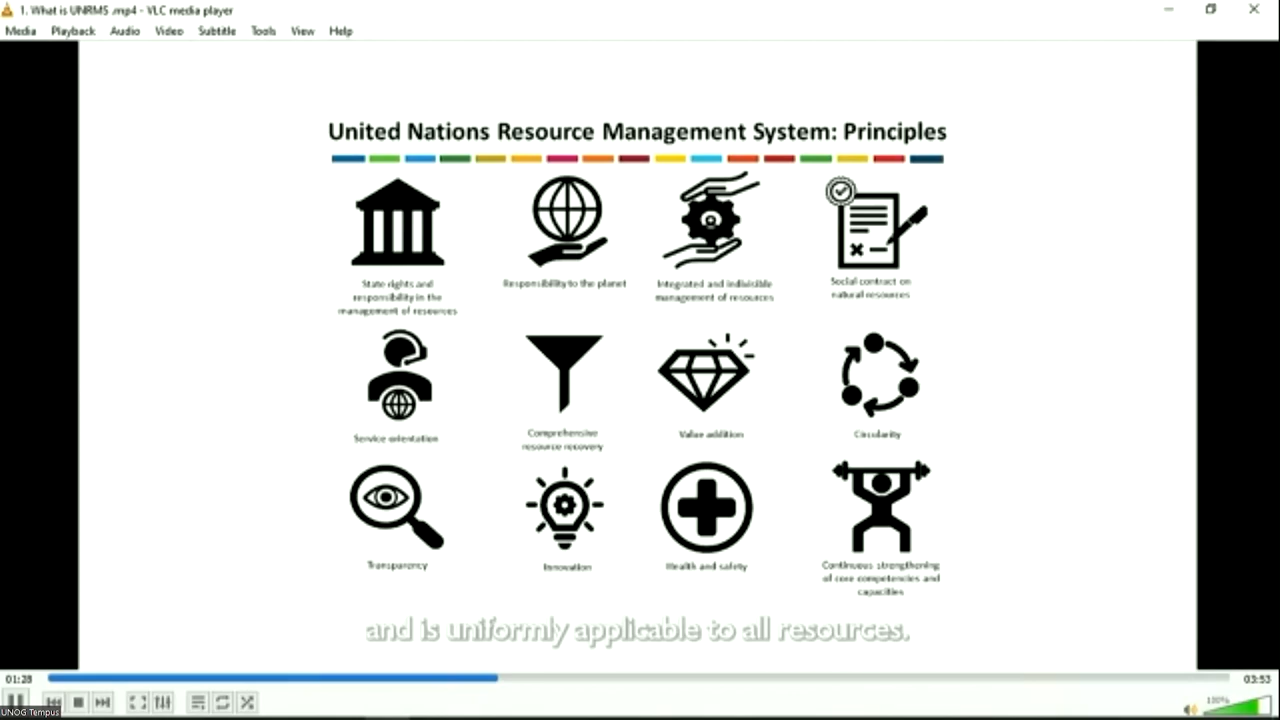 1. What is UNRMS .mp4 - VLC media player
Media Playback Audio Video Subtitle Tools View Help
United Nations Resource Management System: Principles
State rights and
responsibility in the
management of resources
Responsibility to the planet
Integrated and indivisible
management of resources
Social contract on
natural resources
Service orientation
Comprehensive
resource recovery
Value addition
Circularity
Transparency
Innovation
Health and safety
Continuous strengthening
of core competencies and
capacities
and is uniformly applicable to all resources.
01:28
03:53
100%
UNOG Tempus